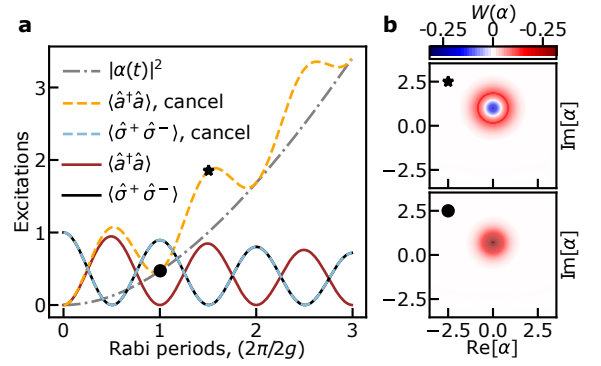 a
b
W(α)
−0.25 0 −0.25
|α(t)|²
⟨â†â⟩, cancel
⟨σ̂⁺ σ̂⁻⟩, cancel
⟨â†â⟩
⟨σ̂⁺ σ̂⁻⟩
Excitations
3
2
1
0
0 1 2 3
Rabi periods, (2π/2g)
2.5
0.0
−2.5
Im[α]
2.5
0.0
−2.5
Im[α]
−2.5 0.0 2.5
Re[α]